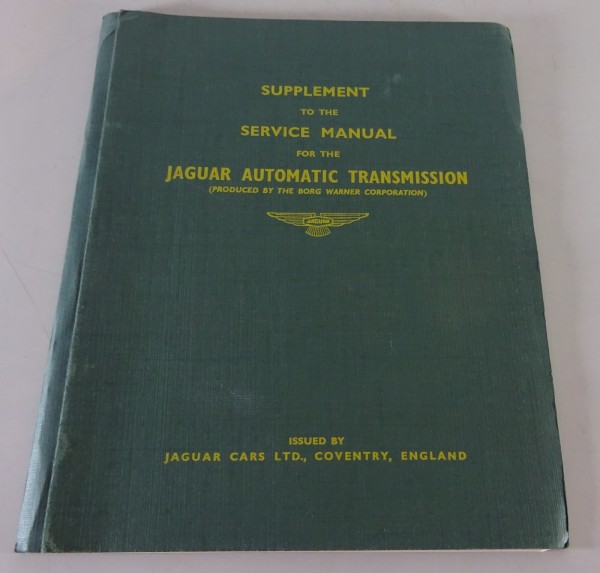 SUPPLEMENT
TO THE
SERVICE MANUAL
FOR THE
JAGUAR AUTOMATIC TRANSMISSION
(PRODUCED BY THE BORG WARNER CORPORATION)
JAGUAR
ISSUED BY
JAGUAR CARS LTD., COVENTRY, ENGLAND